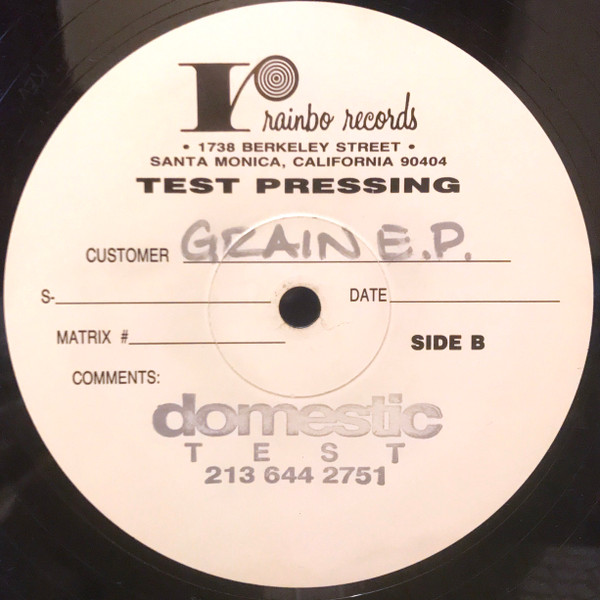 r rainbo records
• 1738 BERKELEY STREET •
SANTA MONICA, CALIFORNIA 90404
TEST PRESSING
CUSTOMER GRAIN E.P.
S- DATE
MATRIX #
SIDE B
COMMENTS:
domestic
TEST
213 644 2751